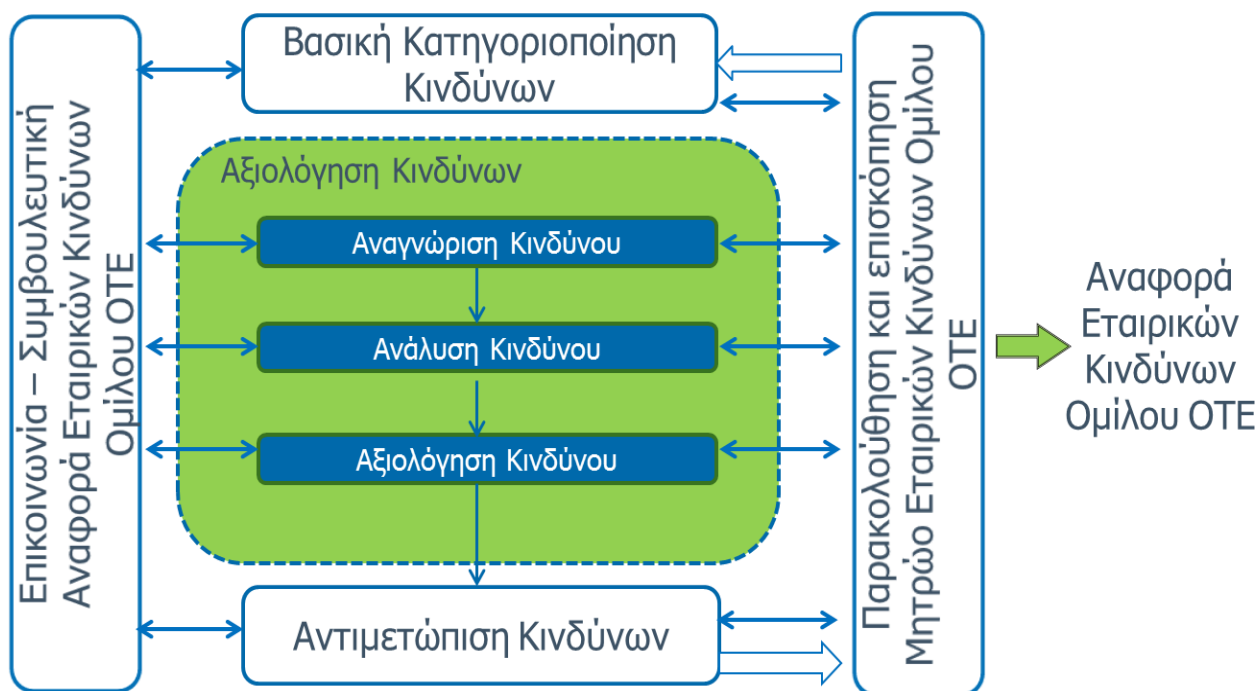 Επικοινωνία – Συμβουλευτική
Αναφορά Εταιρικών Κινδύνων
Ομίλου ΟΤΕ
Βασική Κατηγοριοποίηση
Κινδύνων
Αξιολόγηση Κινδύνων
Αναγνώριση Κινδύνου
Ανάλυση Κινδύνου
Αξιολόγηση Κινδύνου
Αντιμετώπιση Κινδύνων
Παρακολούθηση και επισκόπηση
Μητρώο Εταιρικών Κινδύνων Ομίλου
ΟΤΕ
Αναφορά
Εταιρικών
Κινδύνων
Ομίλου ΟΤΕ